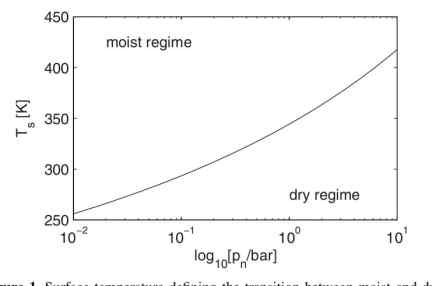 450
400
350
300
250
T_s [K]
moist regime
dry regime
10^-2
10^-1
10^0
10^1
log_10[p_n/bar]
Figure 1. Surface temperature defining the transition between moist and